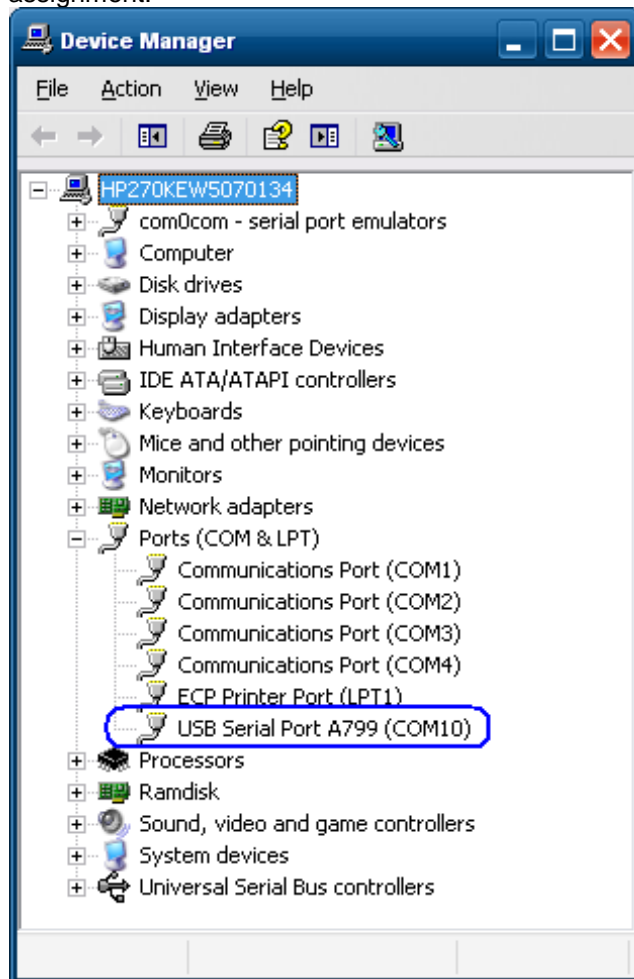 assignment.
Device Manager
File Action View Help
HP270KEW5070134
com0com - serial port emulators
Computer
Disk drives
Display adapters
Human Interface Devices
IDE ATA/ATAPI controllers
Keyboards
Mice and other pointing devices
Monitors
Network adapters
Ports (COM & LPT)
Communications Port (COM1)
Communications Port (COM2)
Communications Port (COM3)
Communications Port (COM4)
ECP Printer Port (LPT1)
USB Serial Port A799 (COM10)
Processors
Ramdisk
Sound, video and game controllers
System devices
Universal Serial Bus controllers